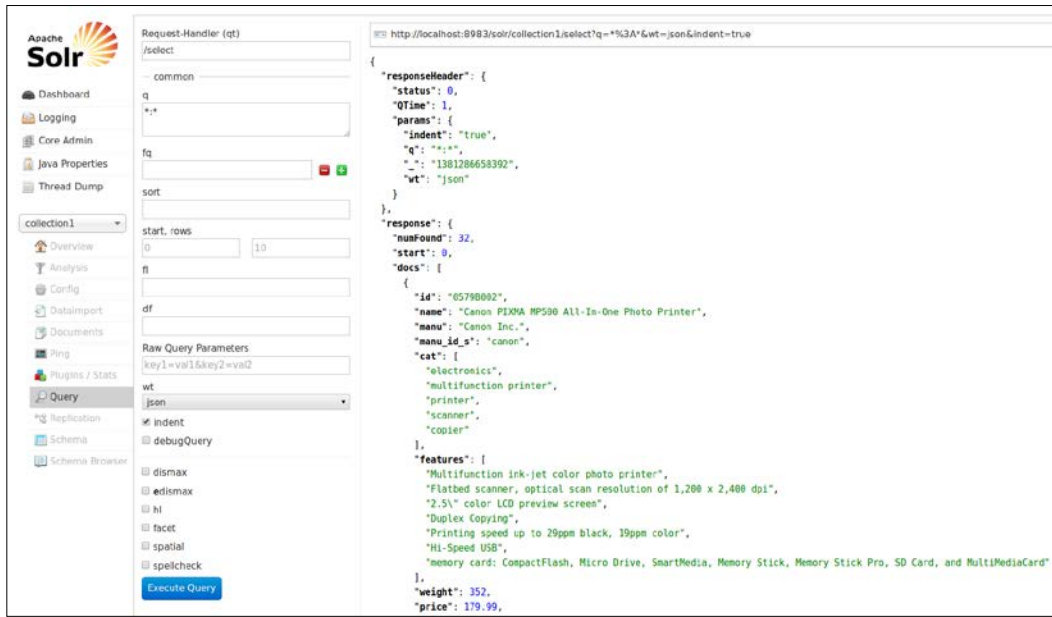 Apache
Solr
Dashboard
Logging
Core Admin
Java Properties
Thread Dump
collection1
Overview
Analysis
Config
Dataimport
Documents
Ping
Plugins / Stats
Query
Replication
Schema
Schema Browser
Request-Handler (qt)
/select
common
q
*:*
fq
sort
start, rows
0
10
fl
df
Raw Query Parameters
key1=val1&key2=val2
wt
json
indent
debugQuery
dismax
edismax
hl
facet
spatial
spellcheck
Execute Query
http://localhost:8983/solr/collection1/select?q=*%3A*&wt=json&indent=true
{
"responseHeader": {
"status": 0,
"QTime": 1,
"params": {
"indent": "true",
"q": "*:*",
"_": "1381286658392",
"wt": "json"
}
},
"response": {
"numFound": 32,
"start": 0,
"docs": [
{
"id": "0579B002",
"name": "Canon PIXMA MP500 All-In-One Photo Printer",
"manu": "Canon Inc.",
"manu_id_s": "canon",
"cat": [
"electronics",
"multifunction printer",
"printer",
"scanner",
"copier"
],
"features": [
"Multifunction ink-jet color photo printer",
"Flatbed scanner, optical scan resolution of 1,200 x 2,400 dpi",
"2.5\" color LCD preview screen",
"Duplex Copying",
"Printing speed up to 29ppm black, 19ppm color",
"Hi-Speed USB",
"memory card: CompactFlash, Micro Drive, SmartMedia, Memory Stick, Memory Stick Pro, SD Card, and MultiMediaCard"
],
"weight": 352,
"price": 179.99,